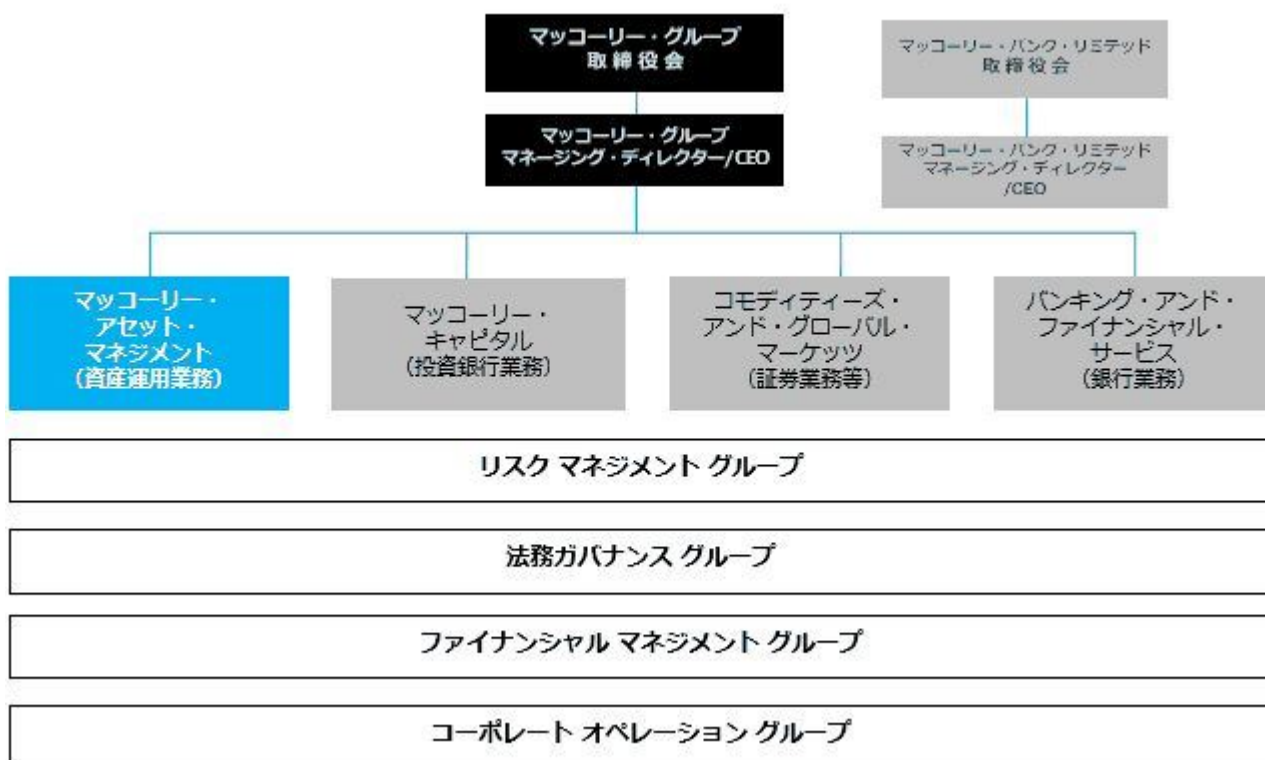 マッコーリー・グループ
取締役会
マッコーリー・バンク・リミテッド
取締役会
マッコーリー・グループ
マネージング・ディレクター/CEO
マッコーリー・バンク・リミテッド
マネージング・ディレクター
/CEO
マッコーリー・
アセット・
マネジメント
(資産運用業務)
マッコーリー・
キャピタル
(投資銀行業務)
コモディティーズ・
アンド・グローバル・
マーケッツ
(証券業務等)
バンキング・アンド・
ファイナンシャル・
サービス
(銀行業務)
リスク マネジメント グループ
法務ガバナンス グループ
ファイナンシャル マネジメント グループ
コーポレート オペレーション グループ